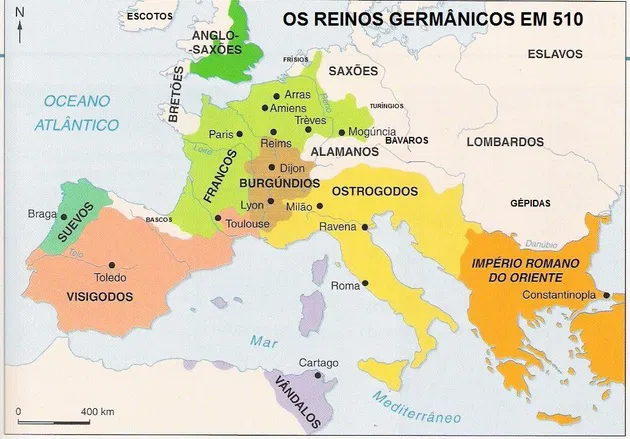 OS REINOS GERMÂNICOS EM 510
N
ESCOTOS
ANGLO-
SAXÕES
FRÍSIOS
SAXÕES
ESLAVOS
BRETÕES
OCEANO
ATLÂNTICO
Arras
Amiens
Reno
TURÍNGIOS
Paris
Trèves
Mogúncia
Reims
BAVAROS
LOMBARDOS
Loire
ALAMANOS
FRANCOS
Dijon
BURGÚNDIOS
OSTROGODOS
GÉPIDAS
Lyon
Milão
Braga
SUEVOS
BASCOS
Toulouse
Ravena
Danúbio
Tejo
Toledo
VISIGODOS
Roma
IMPÉRIO ROMANO
DO ORIENTE
Constantinopla
Mar
Mediterrâneo
Cartago
VÂNDALOS
0 400 km